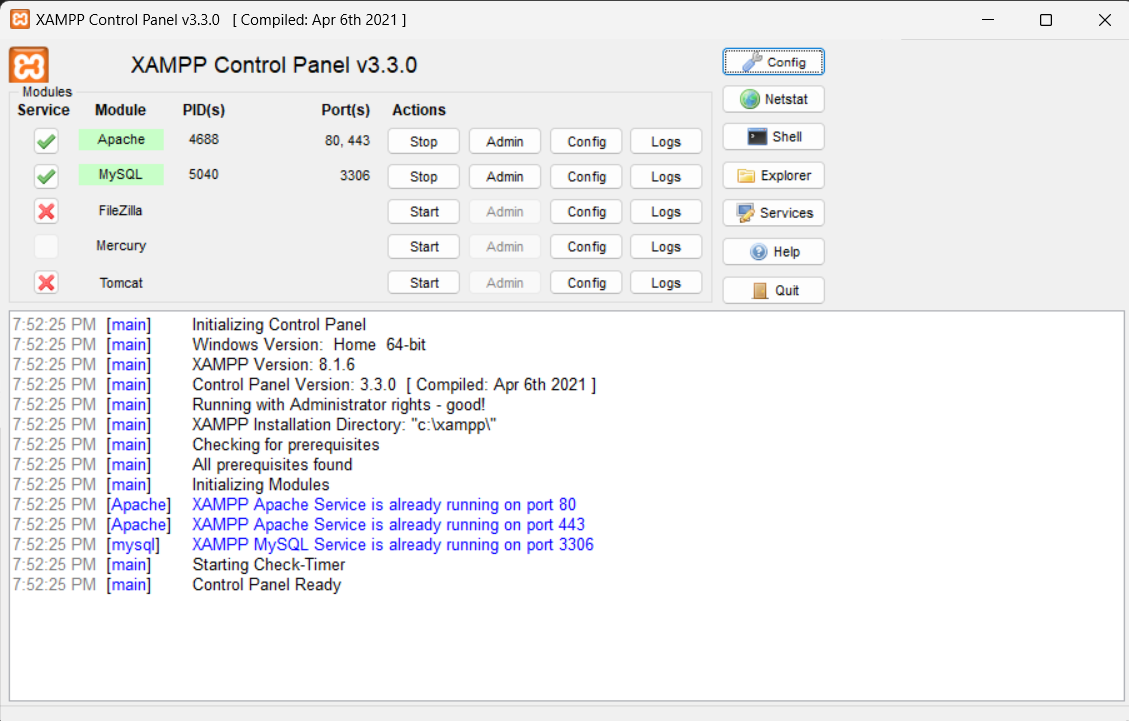 XAMPP Control Panel v3.3.0   [ Compiled: Apr 6th 2021 ]
XAMPP Control Panel v3.3.0
Config
Modules
Service Module PID(s) Port(s) Actions
Netstat
Apache 4688 80, 443 Stop Admin Config Logs
Shell
MySQL 5040 3306 Stop Admin Config Logs
Explorer
FileZilla Start Admin Config Logs
Services
Mercury Start Admin Config Logs
Help
Tomcat Start Admin Config Logs
Quit
7:52:25 PM [main] Initializing Control Panel
7:52:25 PM [main] Windows Version:  Home  64-bit
7:52:25 PM [main] XAMPP Version: 8.1.6
7:52:25 PM [main] Control Panel Version: 3.3.0  [ Compiled: Apr 6th 2021 ]
7:52:25 PM [main] Running with Administrator rights - good!
7:52:25 PM [main] XAMPP Installation Directory: "c:\xampp\"
7:52:25 PM [main] Checking for prerequisites
7:52:25 PM [main] All prerequisites found
7:52:25 PM [main] Initializing Modules
7:52:25 PM [Apache] XAMPP Apache Service is already running on port 80
7:52:25 PM [Apache] XAMPP Apache Service is already running on port 443
7:52:25 PM [mysql] XAMPP MySQL Service is already running on port 3306
7:52:25 PM [main] Starting Check-Timer
7:52:25 PM [main] Control Panel Ready